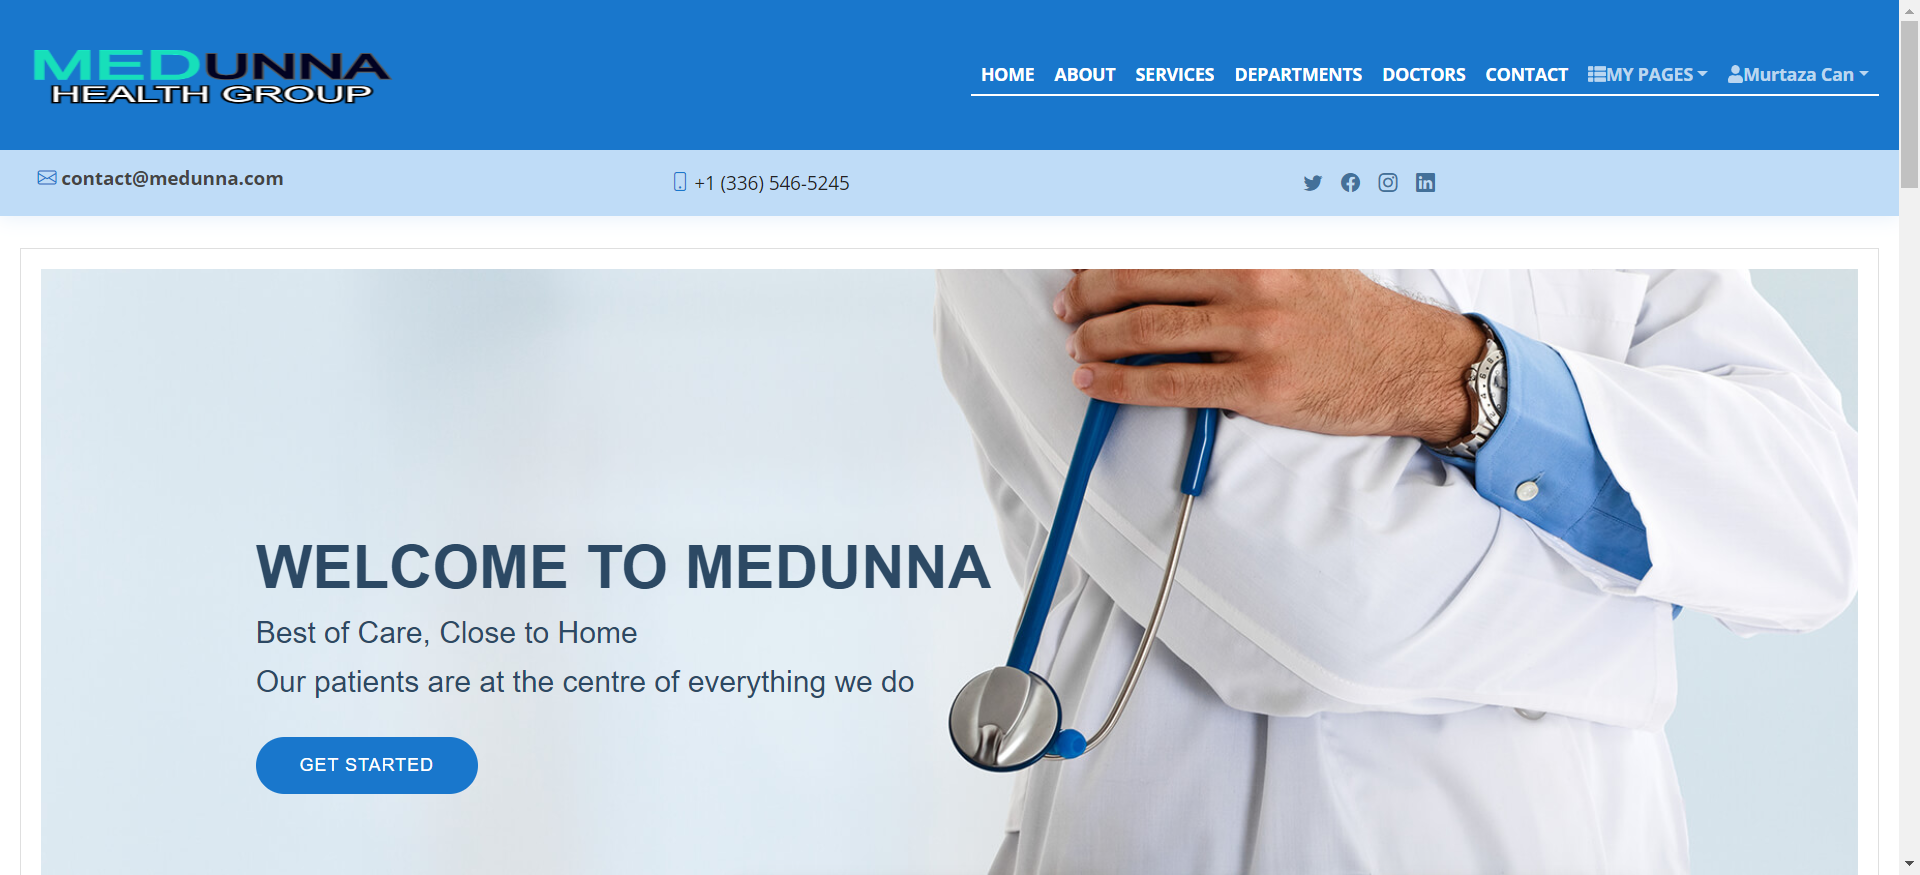 MEDUNNA
HEALTH GROUP
HOME ABOUT SERVICES DEPARTMENTS DOCTORS CONTACT MY PAGES Murtaza Can
contact@medunna.com
+1 (336) 546-5245
WELCOME TO MEDUNNA
Best of Care, Close to Home
Our patients are at the centre of everything we do
GET STARTED